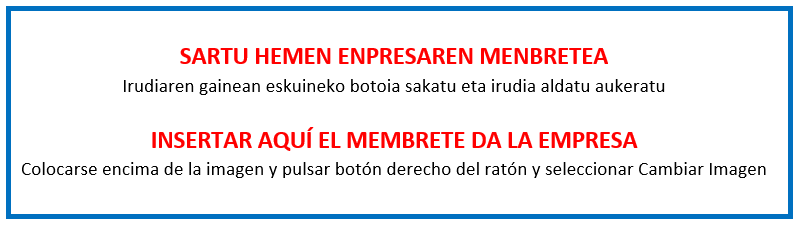 SARTU HEMEN ENPRESAREN MENBRETEA
Irudiaren gainean eskuineko botoia sakatu eta irudia aldatu aukeratu
INSERTAR AQUÍ EL MEMBRETE DA LA EMPRESA
Colocarse encima de la imagen y pulsar botón derecho del ratón y seleccionar Cambiar Imagen